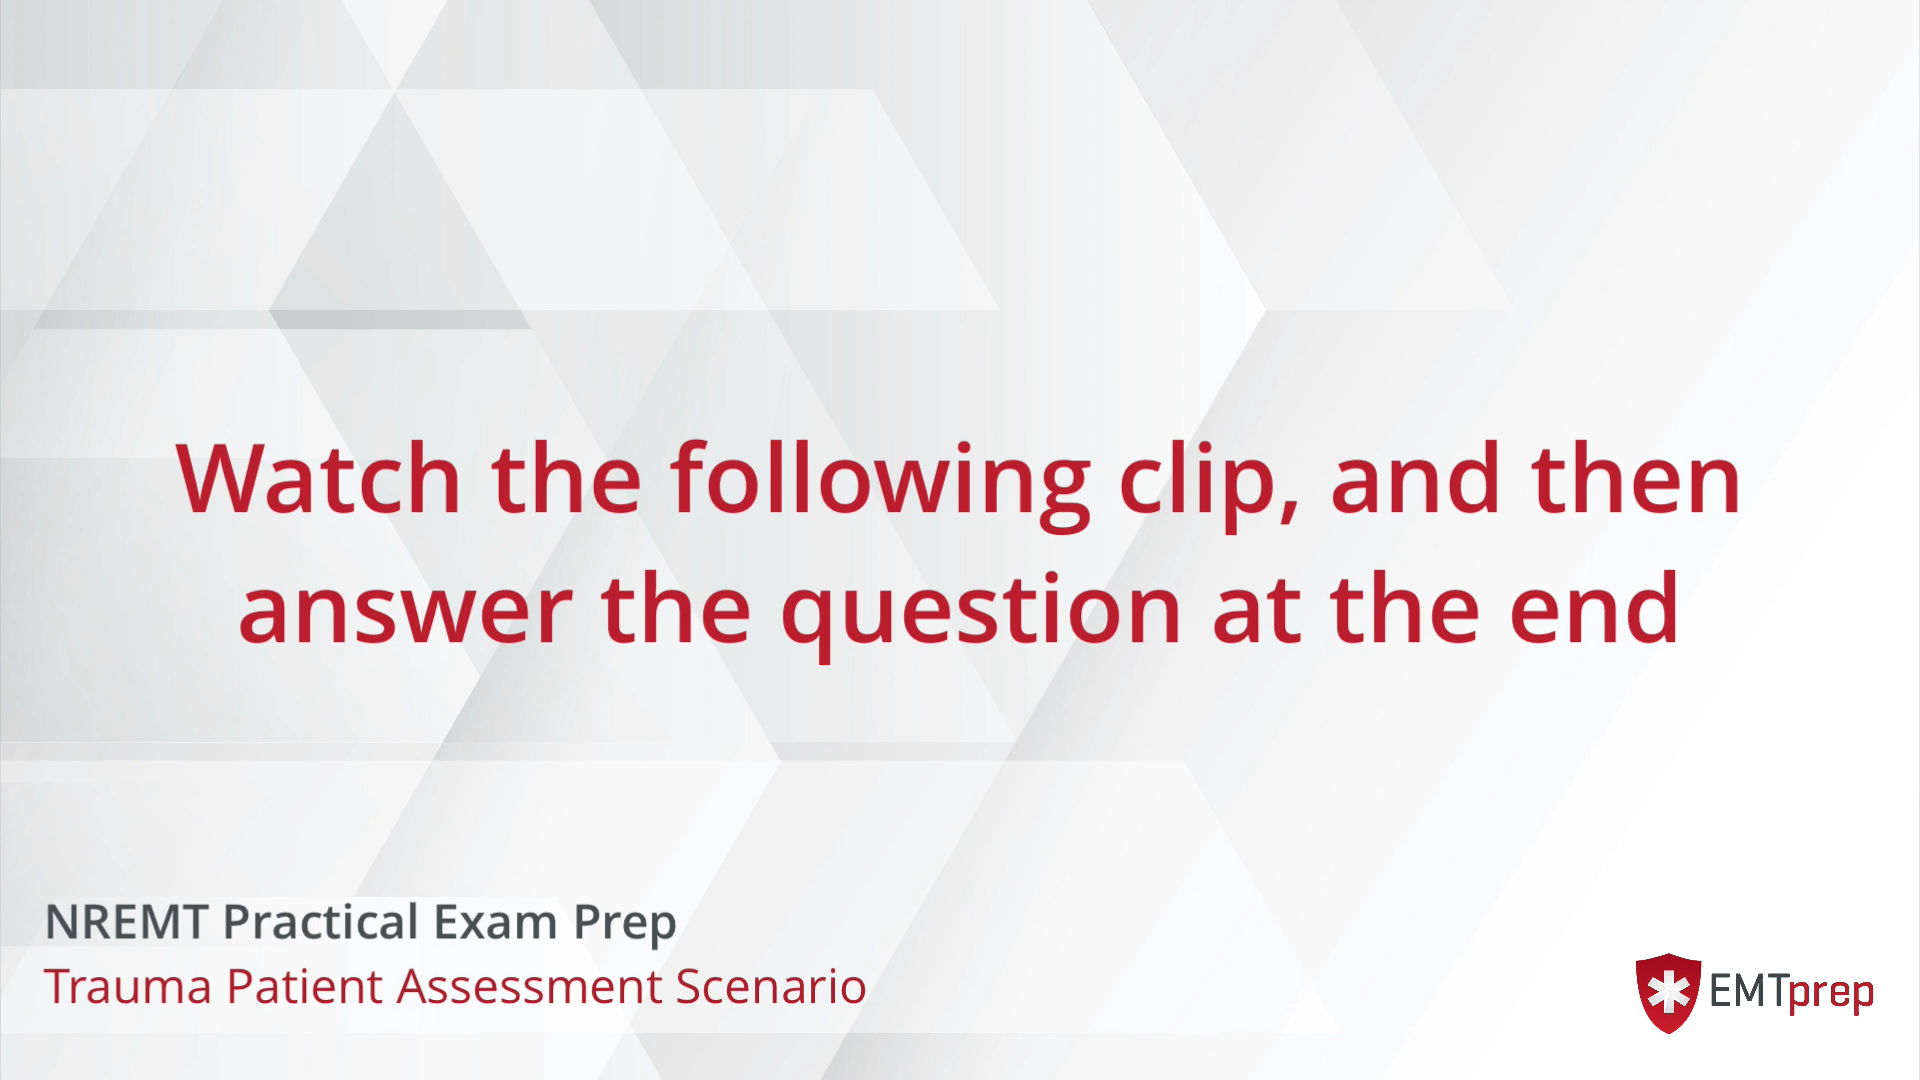 Watch the following clip, and then
answer the question at the end
NREMT Practical Exam Prep
Trauma Patient Assessment Scenario
EMTprep